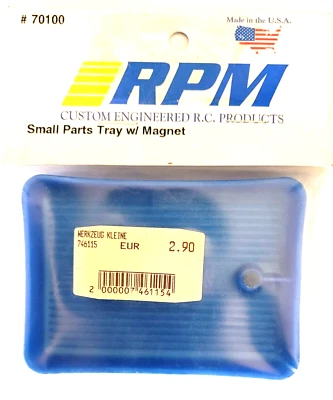 # 70100
Made in the U.S.A.
RPM
CUSTOM ENGINEERED R.C. PRODUCTS
Small Parts Tray w/ Magnet
WERKZEUG KLEINE
746115 EUR 2.90
2 000007 461154